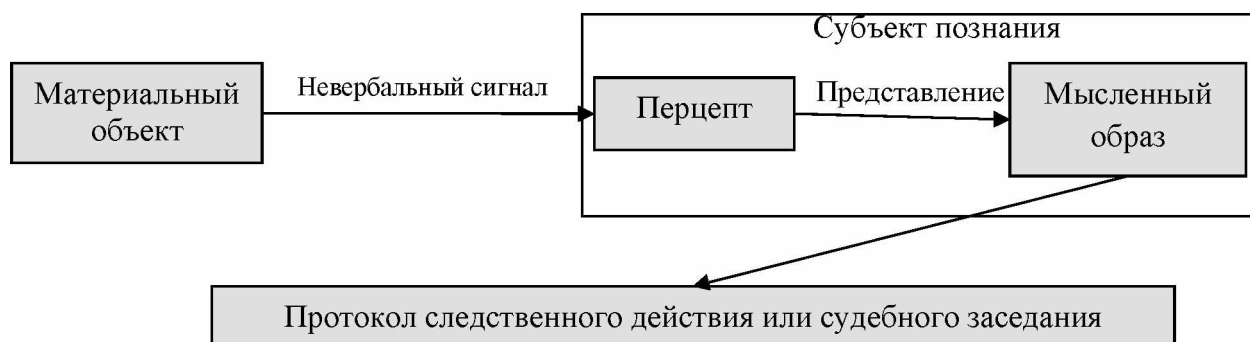 Субъект познания
Материальный
объект
Невербальный сигнал
Перцепт
Представление
Мысленный
образ
Протокол следственного действия или судебного заседания